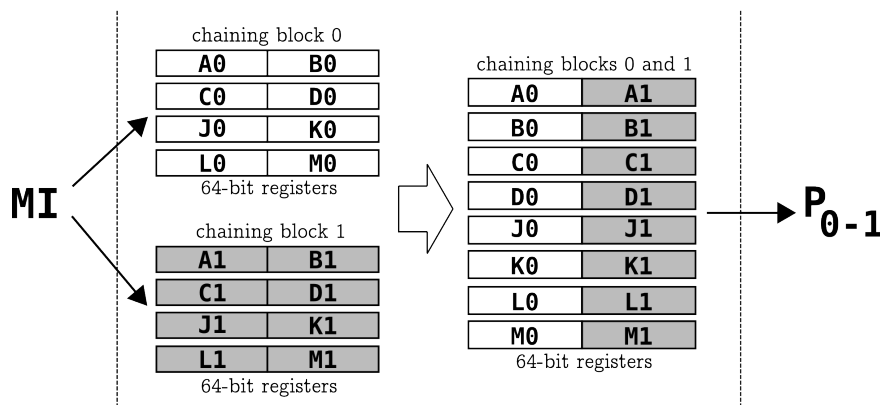 MI
chaining block 0
A0 B0
C0 D0
J0 K0
L0 M0
64-bit registers
chaining block 1
A1 B1
C1 D1
J1 K1
L1 M1
64-bit registers
chaining blocks 0 and 1
A0 A1
B0 B1
C0 C1
D0 D1
J0 J1
K0 K1
L0 L1
M0 M1
64-bit registers
P0-1